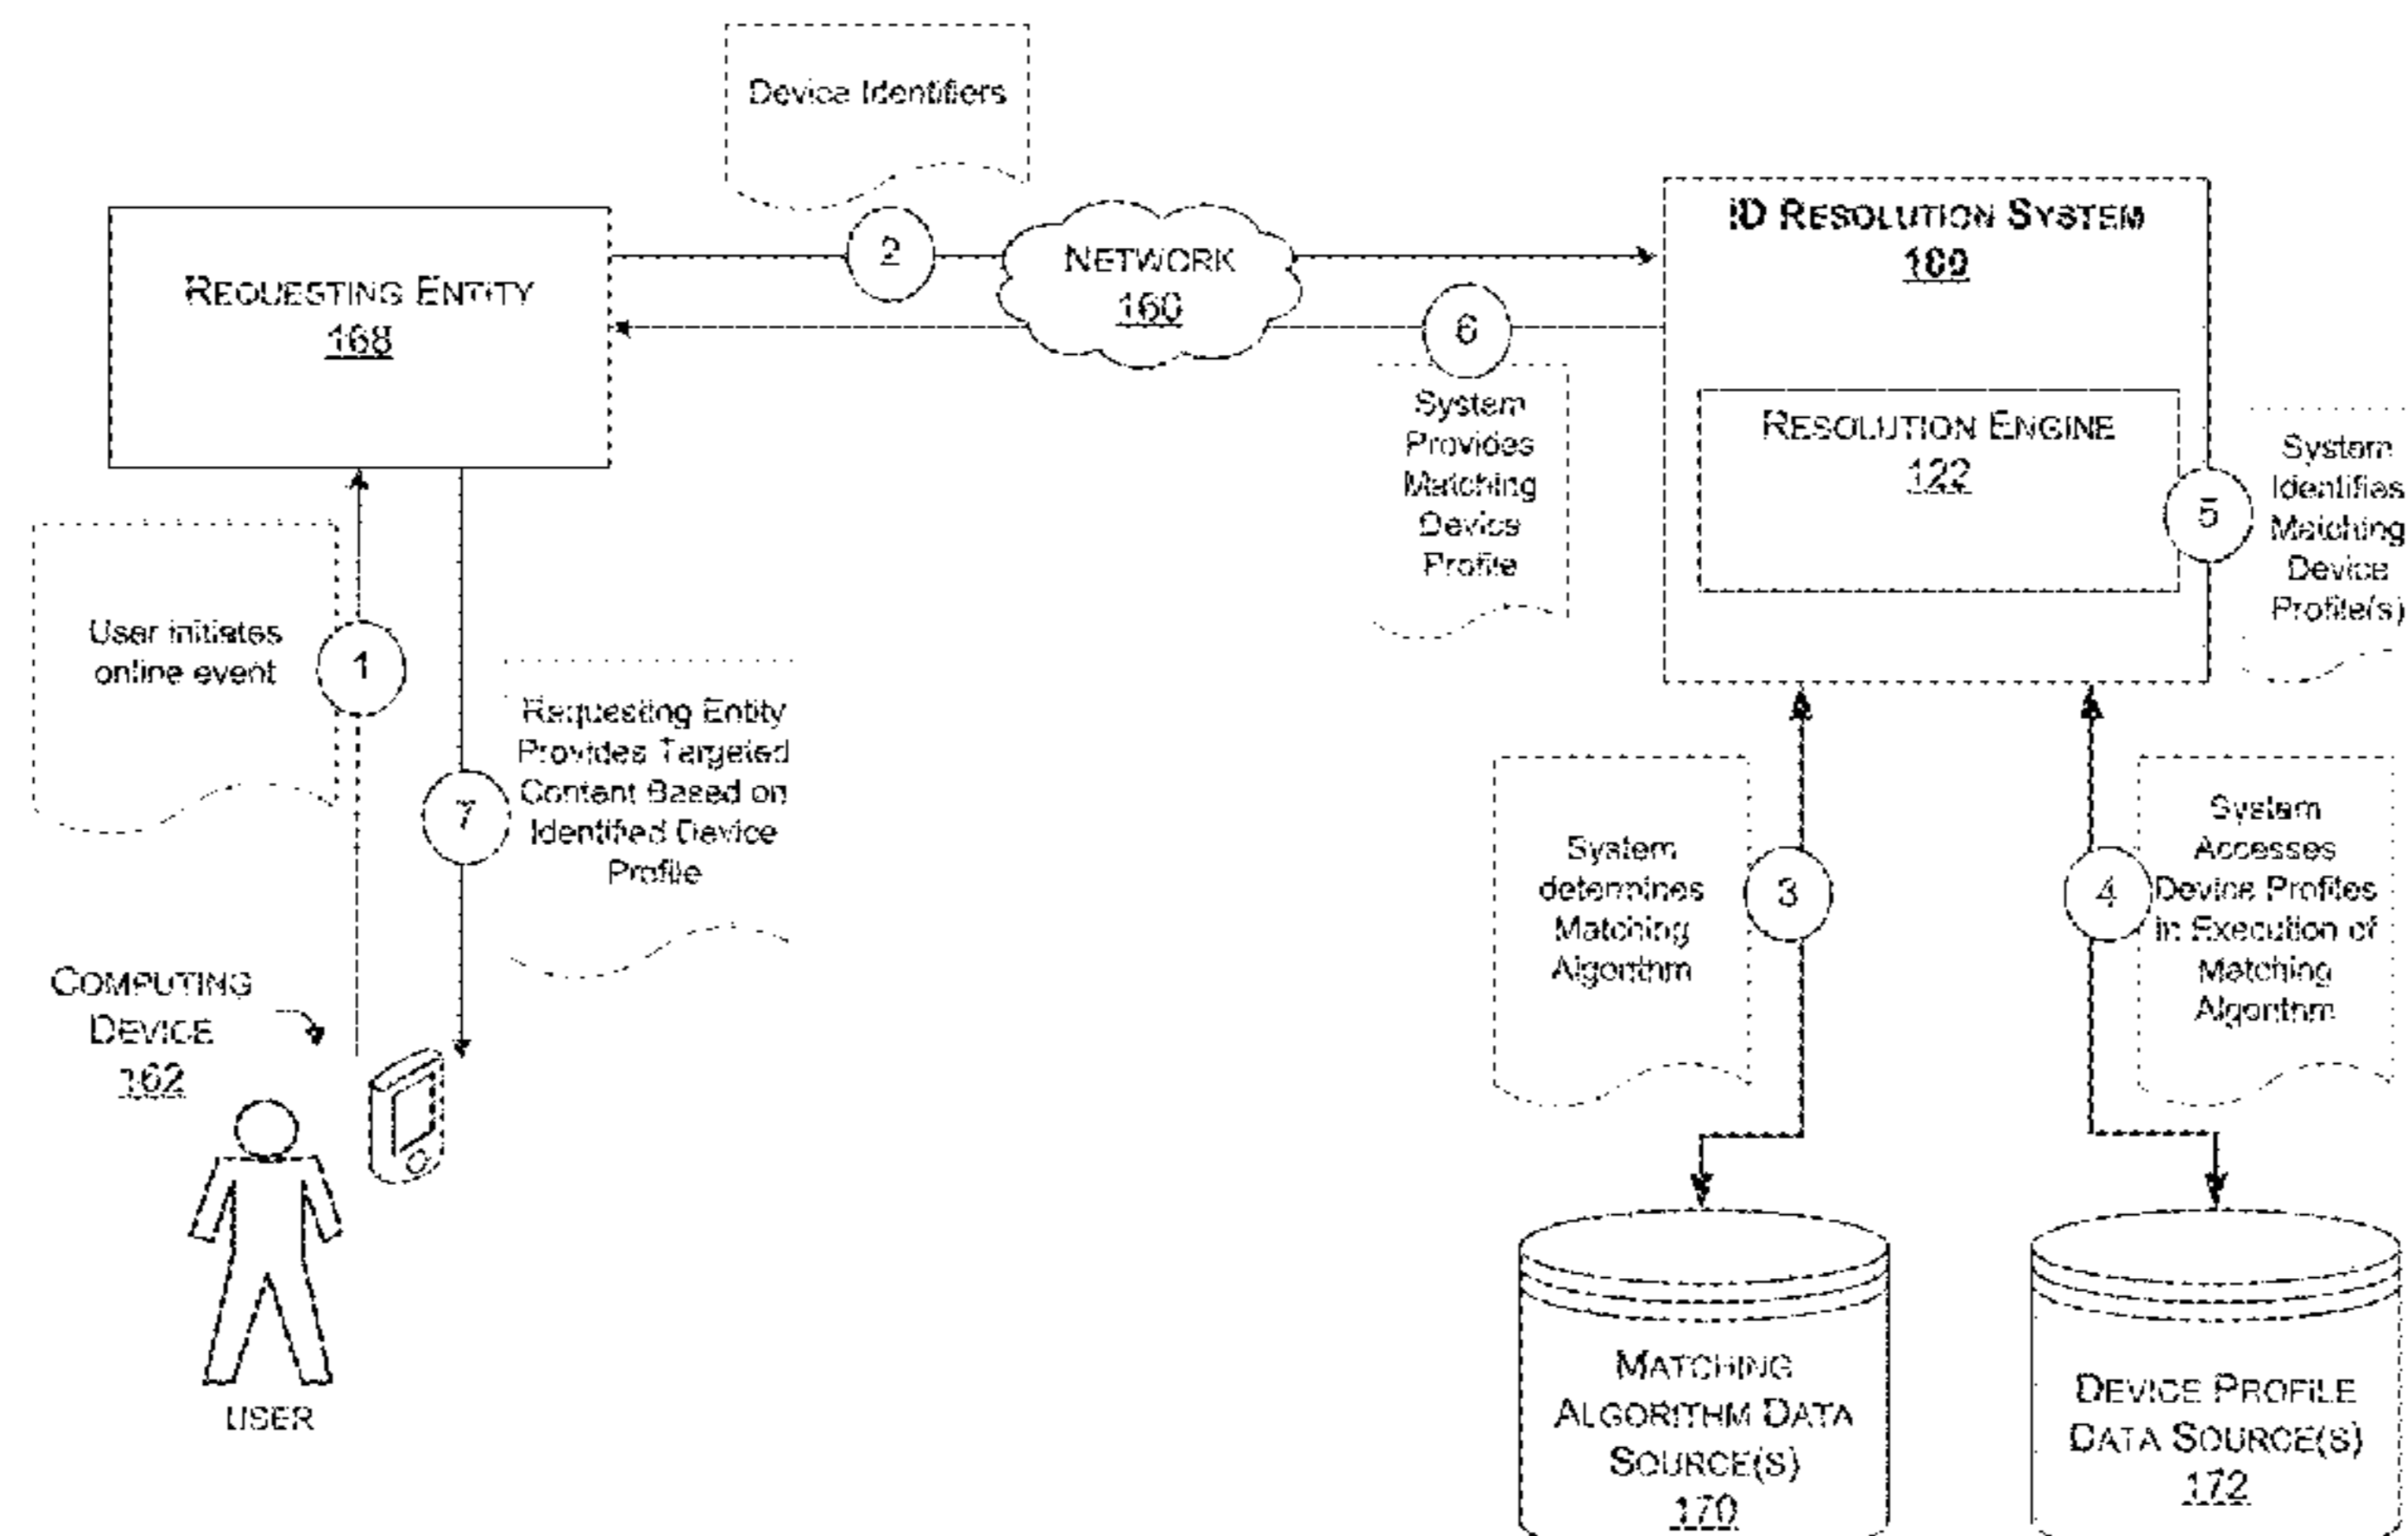 Device Identifiers
REQUESTING ENTITY
168
2
NETWORK
160
6
ID RESOLUTION SYSTEM
100
RESOLUTION ENGINE
122
5
System
Identifies
Matching
Device
Profile(s)
System
Provides
Matching
Device
Profile
User initiates
online event
1
7
Requesting Entity
Provides Targeted
Content Based on
Identified Device
Profile
System
determines
Matching
Algorithm
3
4
System
Accesses
Device Profiles
in Execution of
Matching
Algorithm
COMPUTING
DEVICE
162
USER
MATCHING
ALGORITHM DATA
SOURCE(S)
170
DEVICE PROFILE
DATA SOURCE(S)
172